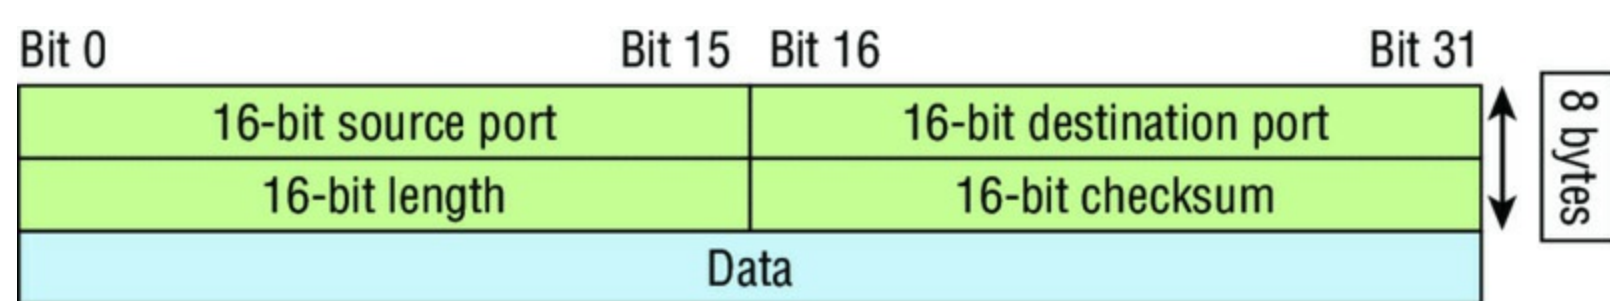 Bit 0 Bit 15 Bit 16 Bit 31
16-bit source port 16-bit destination port
16-bit length 16-bit checksum
Data
8 bytes